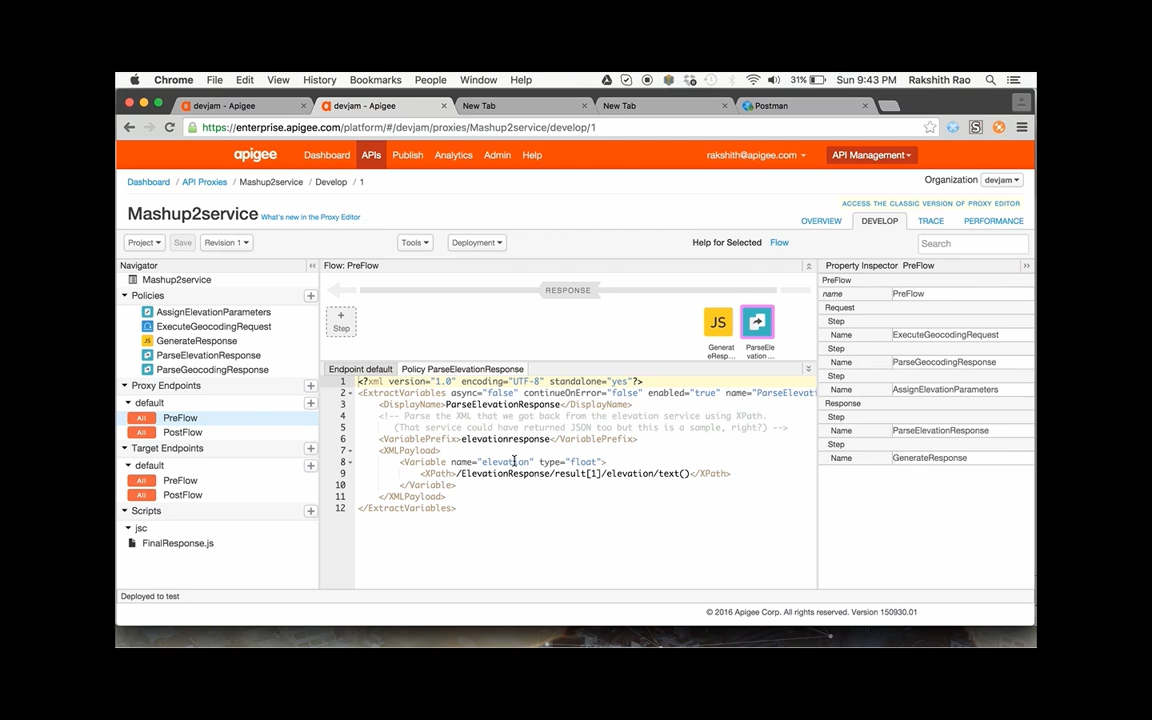 Chrome File Edit View History Bookmarks People Window Help 31% Sun 9:43 PM Rakshith Rao
devjam - Apigee devjam - Apigee New Tab New Tab Postman
https://enterprise.apigee.com/platform/#/devjam/proxies/Mashup2service/develop/1
apigee Dashboard APIs Publish Analytics Admin Help rakshith@apigee.com API Management
Dashboard / API Proxies / Mashup2service / Develop / 1 Organization devjam
ACCESS THE CLASSIC VERSION OF PROXY EDITOR
Mashup2service What's new in the Proxy Editor OVERVIEW DEVELOP TRACE PERFORMANCE
Project Save Revision 1 Tools Deployment Help for Selected Flow Search
Navigator
Mashup2service
Policies
AssignElevationParameters
ExecuteGeocodingRequest
GenerateResponse
ParseElevationResponse
ParseGeocodingResponse
Proxy Endpoints
default
All PreFlow
All PostFlow
Target Endpoints
default
All PreFlow
All PostFlow
Scripts
jsc
FinalResponse.js
Flow: PreFlow
RESPONSE
+
Step
JS
Generat
eResp...
ParseEle
vation ...
Endpoint default Policy ParseElevationResponse
1 <?xml version="1.0" encoding="UTF-8" standalone="yes"?>
2 <ExtractVariables async="false" continueOnError="false" enabled="true" name="ParseElevati
3 <DisplayName>ParseElevationResponse</DisplayName>
4 <!-- Parse the XML that we got back from the elevation service using XPath.
5 (That service could have returned JSON too but this is a sample, right?) -->
6 <VariablePrefix>elevationresponse</VariablePrefix>
7 <XMLPayload>
8 <Variable name="elevation" type="float">
9 <XPath>/ElevationResponse/result[1]/elevation/text()</XPath>
10 </Variable>
11 </XMLPayload>
12 </ExtractVariables>
Property Inspector PreFlow
PreFlow
name PreFlow
Request
Step
Name ExecuteGeocodingRequest
Step
Name ParseGeocodingResponse
Step
Name AssignElevationParameters
Response
Step
Name ParseElevationResponse
Step
Name GenerateResponse
Deployed to test
© 2016 Apigee Corp. All rights reserved. Version 150930.01